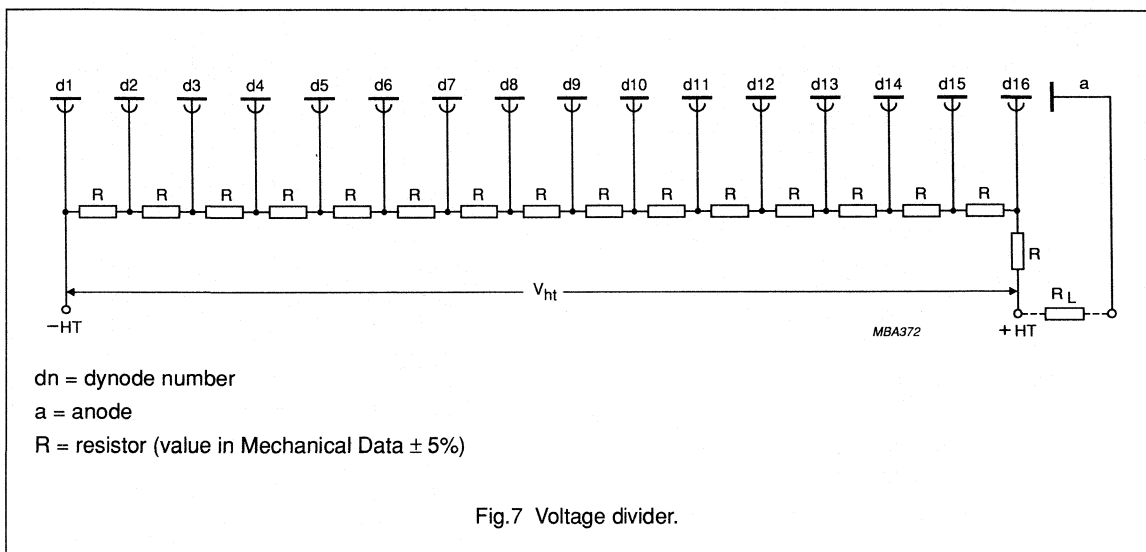 d1 d2 d3 d4 d5 d6 d7 d8 d9 d10 d11 d12 d13 d14 d15 d16 a
R R R R R R R R R R R R R R R
R
V_ht
R_L
−HT
MBA372
+HT
dn = dynode number
a = anode
R = resistor (value in Mechanical Data ± 5%)
Fig.7 Voltage divider.